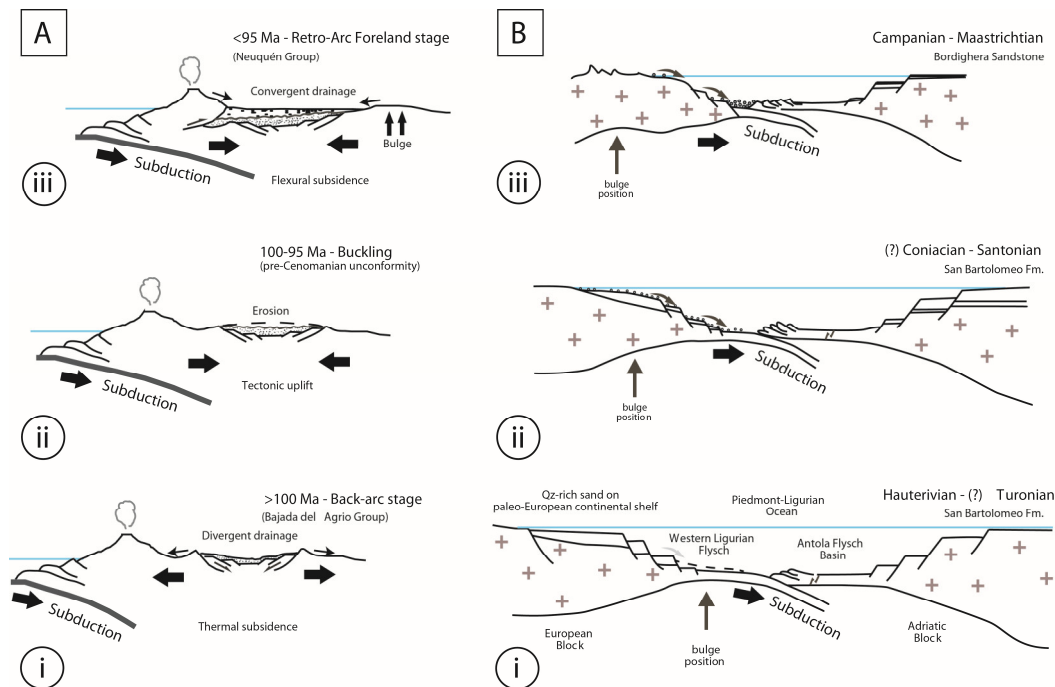 A
<95 Ma - Retro-Arc Foreland stage
(Neuquén Group)
Convergent drainage
Bulge
Subduction
Flexural subsidence
iii
100-95 Ma - Buckling
(pre-Cenomanian unconformity)
Erosion
Subduction
Tectonic uplift
ii
>100 Ma - Back-arc stage
(Bajada del Agrio Group)
Divergent drainage
Subduction
Thermal subsidence
i
B
Campanian - Maastrichtian
Bordighera Sandstone
Subduction
bulge
position
iii
(?) Coniacian - Santonian
San Bartolomeo Fm.
Subduction
bulge
position
ii
Qz-rich sand on
paleo-European continental shelf
Piedmont-Ligurian
Ocean
Hauterivian - (?) Turonian
San Bartolomeo Fm.
Western Ligurian
Flysch
Antola Flysch
Basin
Subduction
European
Block
bulge
position
Adriatic
Block
i